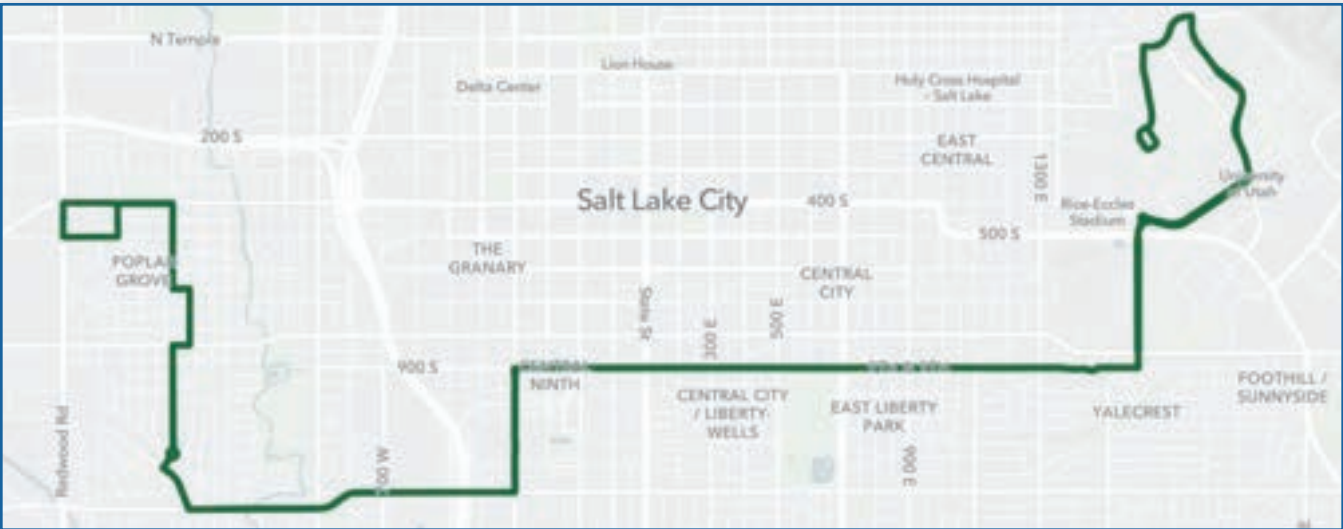 N Temple
Lion House
Delta Center
Holy Cross Hospital
- Salt Lake
200 S
EAST
CENTRAL
1300 E
University
of Utah
Salt Lake City
400 S
Rice-Eccles
Stadium
500 S
THE
GRANARY
POPLAR
GROVE
CENTRAL
CITY
State St
300 E
500 E
900 S
NINTH
CENTRAL CITY
/ LIBERTY
WELLS
EAST LIBERTY
PARK
YALECREST
FOOTHILL /
SUNNYSIDE
Redwood Rd
900 E